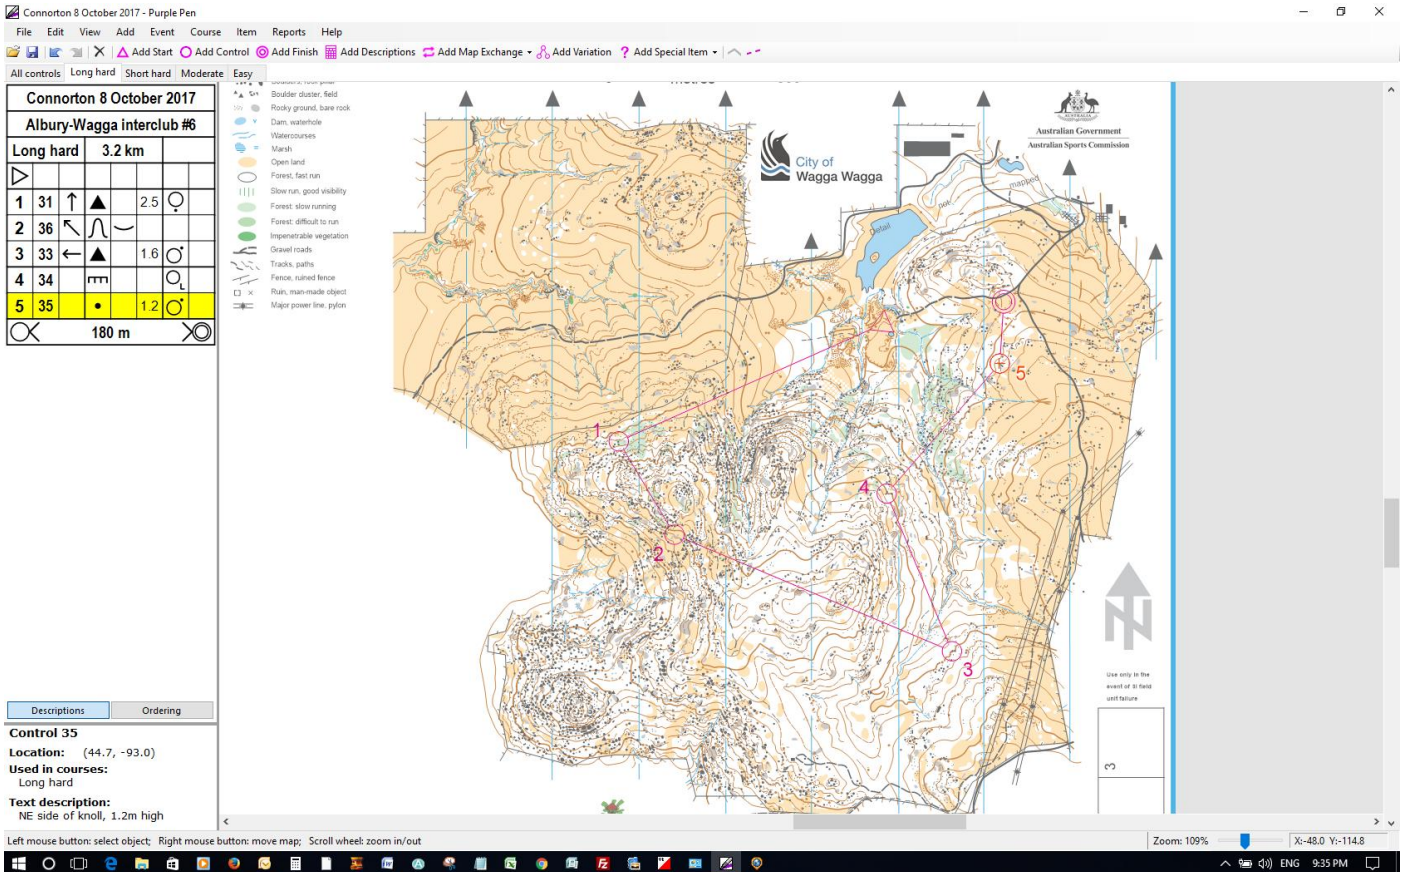 Connorton 8 October 2017 - Purple Pen
File Edit View Add Event Course Item Reports Help
Add Start Add Control Add Finish Add Descriptions Add Map Exchange Add Variation ? Add Special Item
All controls Long hard Short hard Moderate Easy
Connorton 8 October 2017
Albury-Wagga interclub #6
Long hard 3.2 km
1 31 2.5
2 36
3 33 1.6
4 34
5 35 1.2
180 m
Descriptions Ordering
Control 35
Location: (44.7, -93.0)
Used in courses:
Long hard
Text description:
NE side of knoll, 1.2m high
Boulder cluster, field
Rocky ground, bare rock
Dam, waterhole
Watercourses
Marsh
Open land
Forest, fast run
Slow run, good visibility
Forest: slow running
Forest: difficult to run
Impenetrable vegetation
Gravel roads
Tracks, paths
Fence, ruined fence
Ruin, man-made object
Major power line, pylon
City of
Wagga Wagga
AUSTRALIA
Australian Government
Australian Sports Commission
mapped
not
detail
1
2
3
4
5
N
Use only in the
event of SI field
unit failure
3
Left mouse button: select object; Right mouse button: move map; Scroll wheel: zoom in/out
Zoom: 109%
X:-48.0 Y:-114.8
ENG 9:35 PM